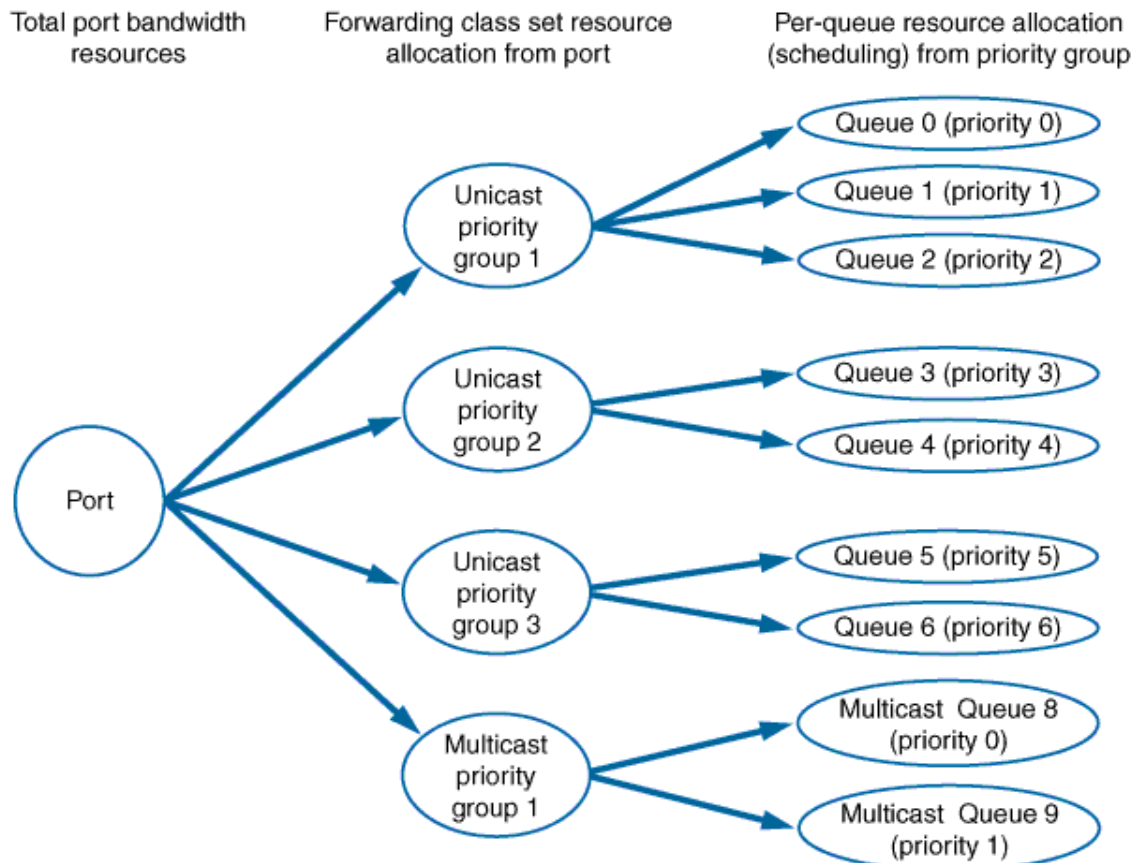 Total port bandwidth
resources
Forwarding class set resource
allocation from port
Per-queue resource allocation
(scheduling) from priority group
Port
Unicast
priority
group 1
Unicast
priority
group 2
Unicast
priority
group 3
Multicast
priority
group 1
Queue 0 (priority 0)
Queue 1 (priority 1)
Queue 2 (priority 2)
Queue 3 (priority 3)
Queue 4 (priority 4)
Queue 5 (priority 5)
Queue 6 (priority 6)
Multicast Queue 8
(priority 0)
Multicast Queue 9
(priority 1)